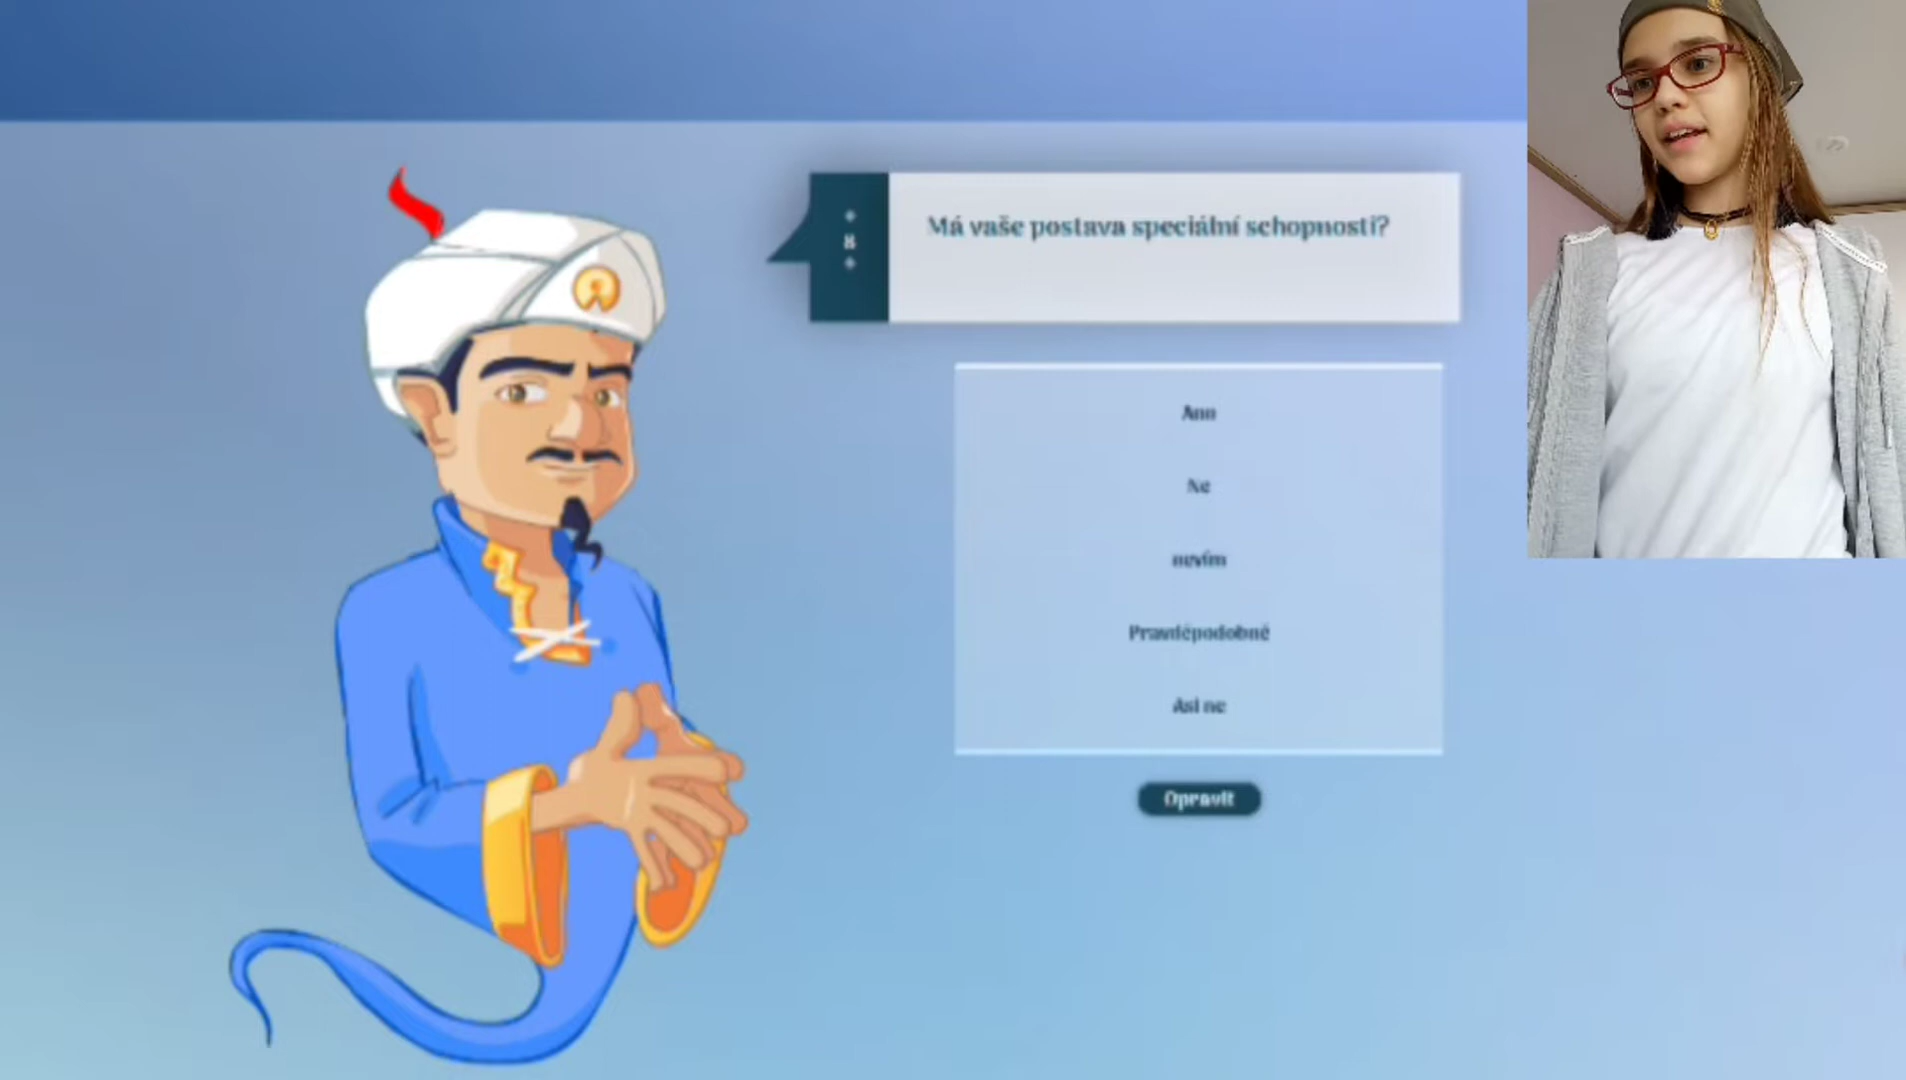 8
Má vaše postava speciální schopnosti?
Ano
Ne
nevím
Pravděpodobně
Asi ne
Opravit